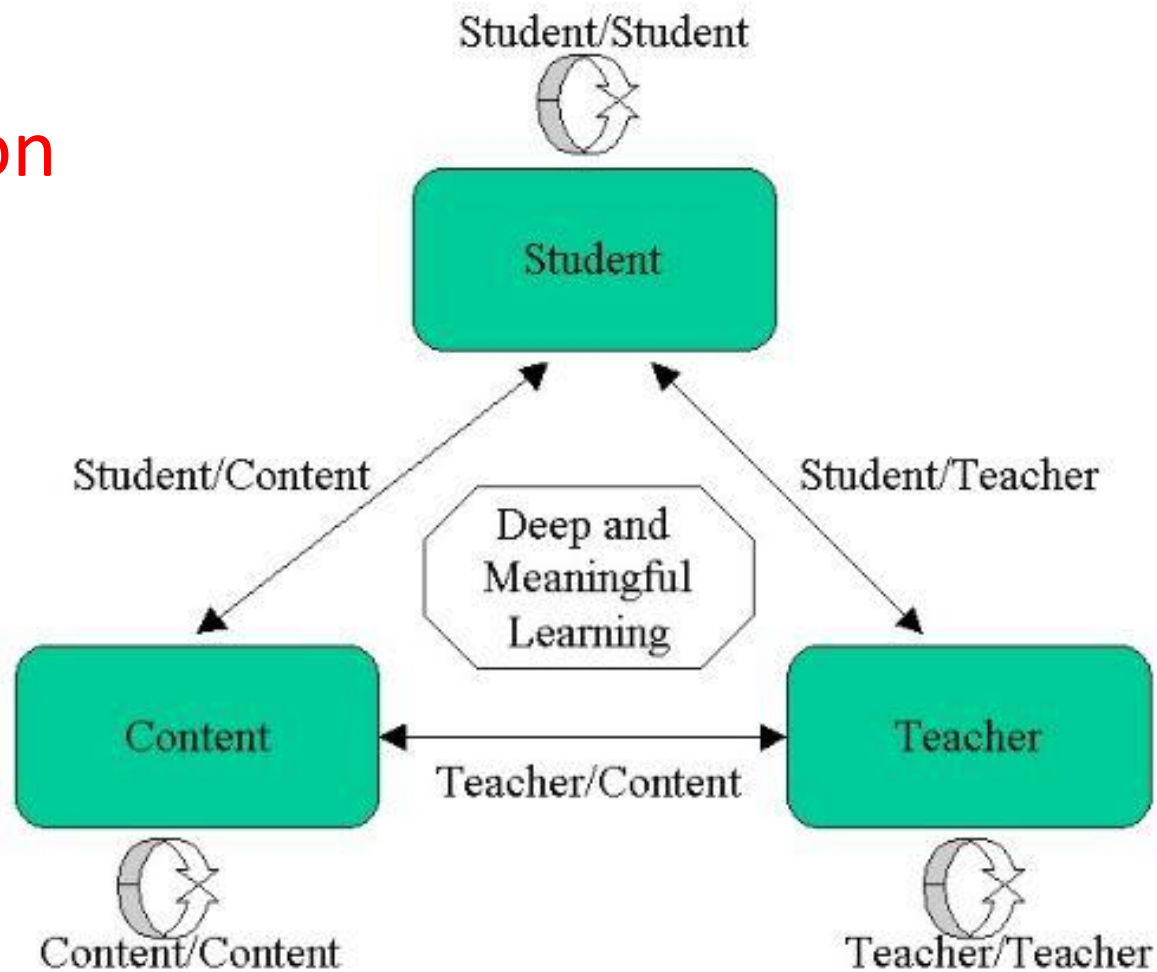 Student/Student
on
Student
Student/Content
Student/Teacher
Deep and
Meaningful
Learning
Content
Teacher
Teacher/Content
Content/Content
Teacher/Teacher